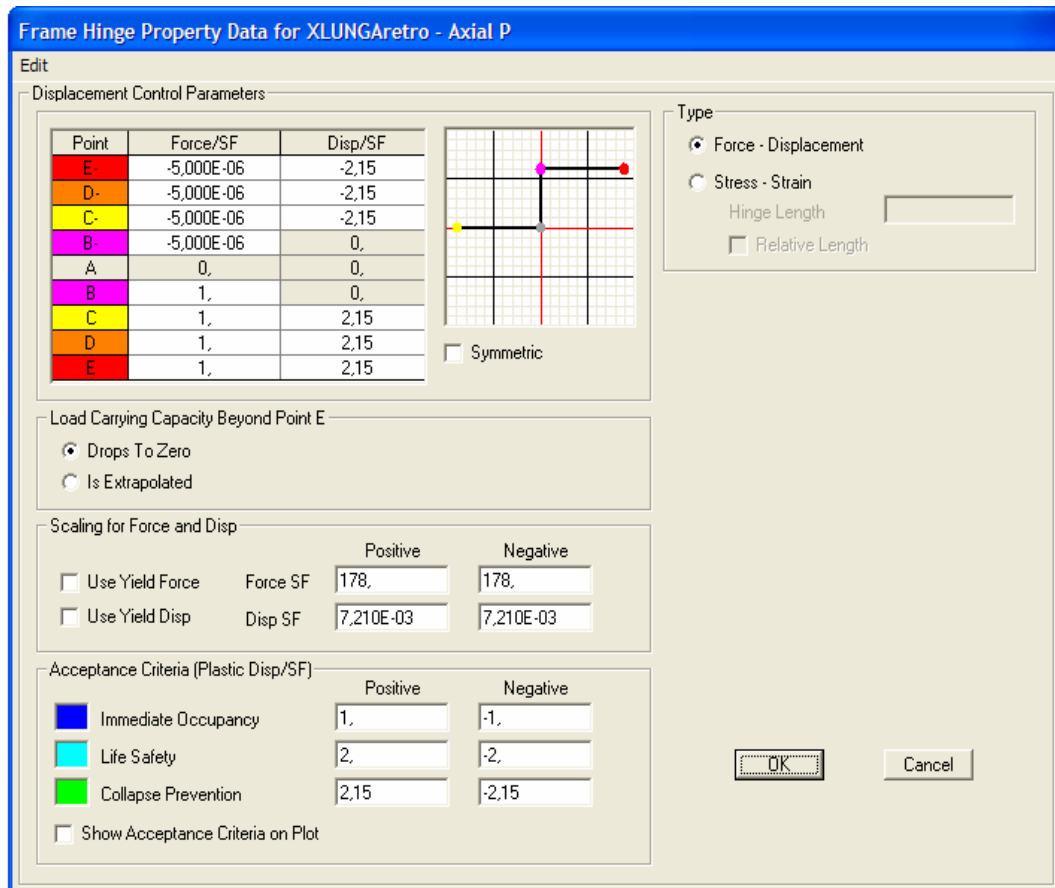 Frame Hinge Property Data for XLUNGAretro - Axial P
Edit
Displacement Control Parameters
Point Force/SF Disp/SF
E- -5,000E-06 -2,15
D- -5,000E-06 -2,15
C- -5,000E-06 -2,15
B- -5,000E-06 0,
A 0, 0,
B 1, 0,
C 1, 2,15
D 1, 2,15
E 1, 2,15
Symmetric
Type
Force - Displacement
Stress - Strain
Hinge Length
Relative Length
Load Carrying Capacity Beyond Point E
Drops To Zero
Is Extrapolated
Scaling for Force and Disp
Positive Negative
Use Yield Force Force SF 178, 178,
Use Yield Disp Disp SF 7,210E-03 7,210E-03
Acceptance Criteria (Plastic Disp/SF)
Positive Negative
Immediate Occupancy 1, -1,
Life Safety 2, -2,
Collapse Prevention 2,15 -2,15
Show Acceptance Criteria on Plot
OK Cancel